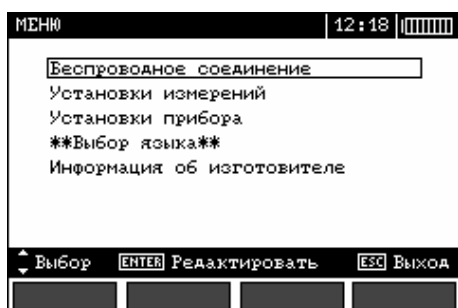 МЕНЮ 12:18
Беспроводное соединение
Установки измерений
Установки прибора
**Выбор языка**
Информация об изготовителе
Выбор ENTER Редактировать ESC Выход